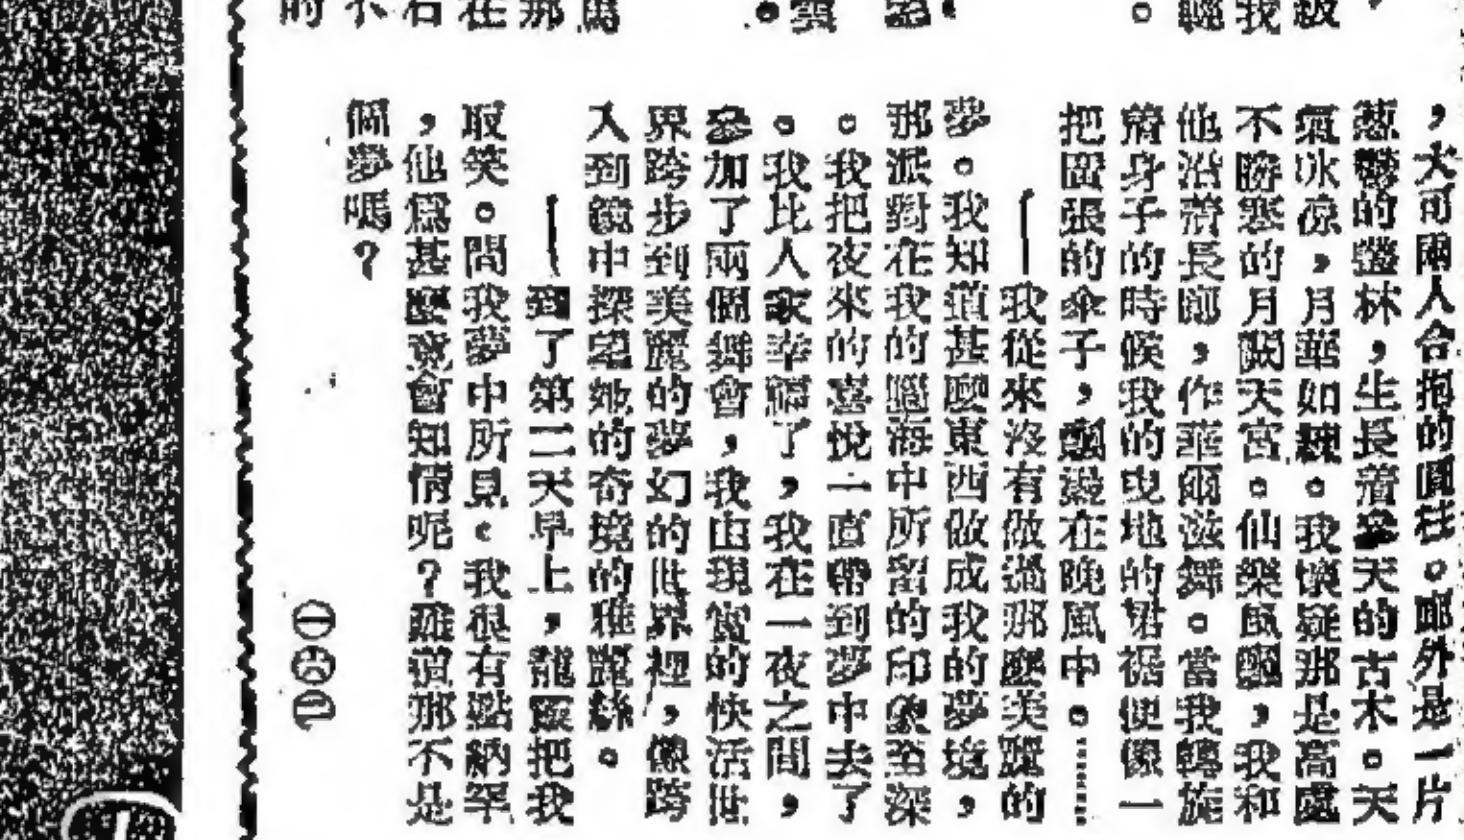 ，大可兩人合抱的圓柱。廊外是一片
葱鬱的叢林，生長着參天的古木。天
氣冰涼，月華如練。我懷疑那是高處
不勝寒的月闕天宮。仙樂風飄，我和
他沿着長廊，作華爾滋舞。當我轉旋
着身子的時候我的曳地的裙裾便像一
把圓張的傘子，飄漾在晚風中。……
——我從來沒有做過那麼美麗的
夢。我知道甚麼東西做成我的夢境，
那派對在我的腦海中所留的印象至深
。我把夜來的喜悅一直帶到夢中去了
。我比人家幸福了，我在一夜之間，
參加了兩個舞會，我由現實的快活世
界跨步到美麗的夢幻的世界裡，像跨
入到鏡中探望她的奇境的雅麗絲。
——到了第二天早上，龍靈把我
取笑。問我夢中所見。我很有點納罕
，他爲甚麼竟會知情呢？難道那不是
個夢嗎？
㊀㊅㊁